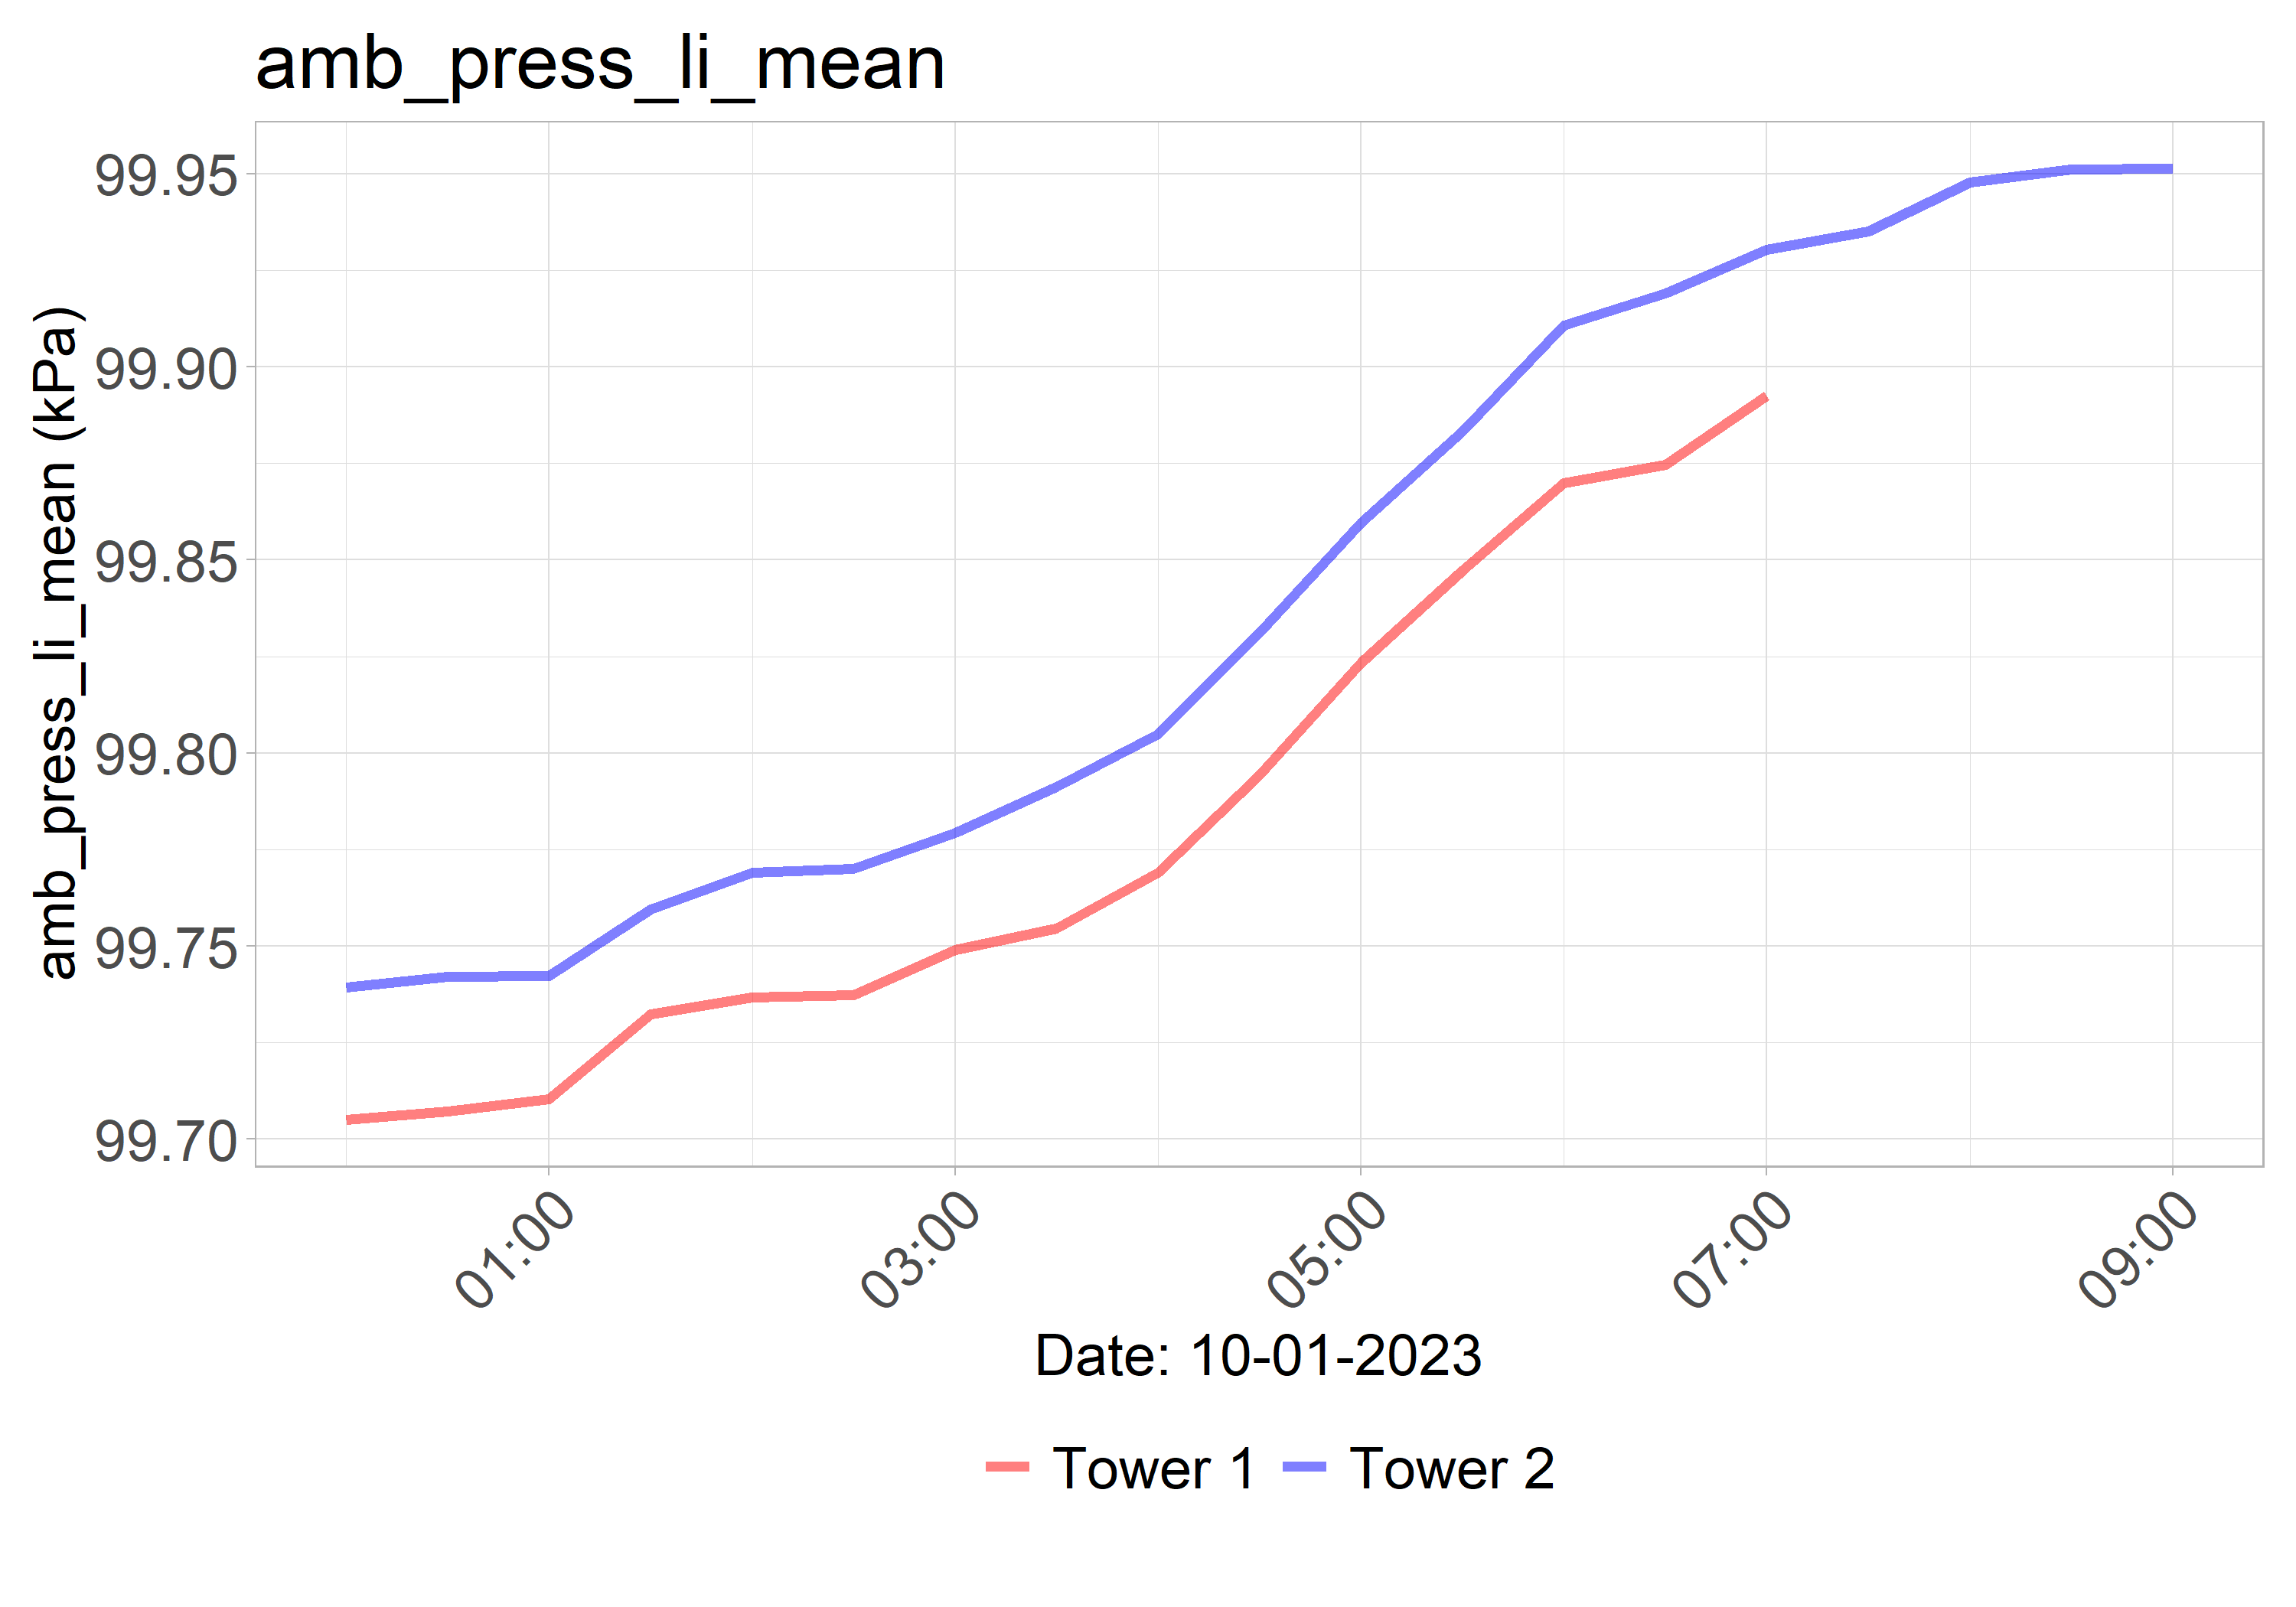 amb_press_li_mean
amb_press_li_mean (kPa)
99.95
99.90
99.85
99.80
99.75
99.70
01:00
03:00
05:00
07:00
09:00
Date: 10-01-2023
Tower 1
Tower 2